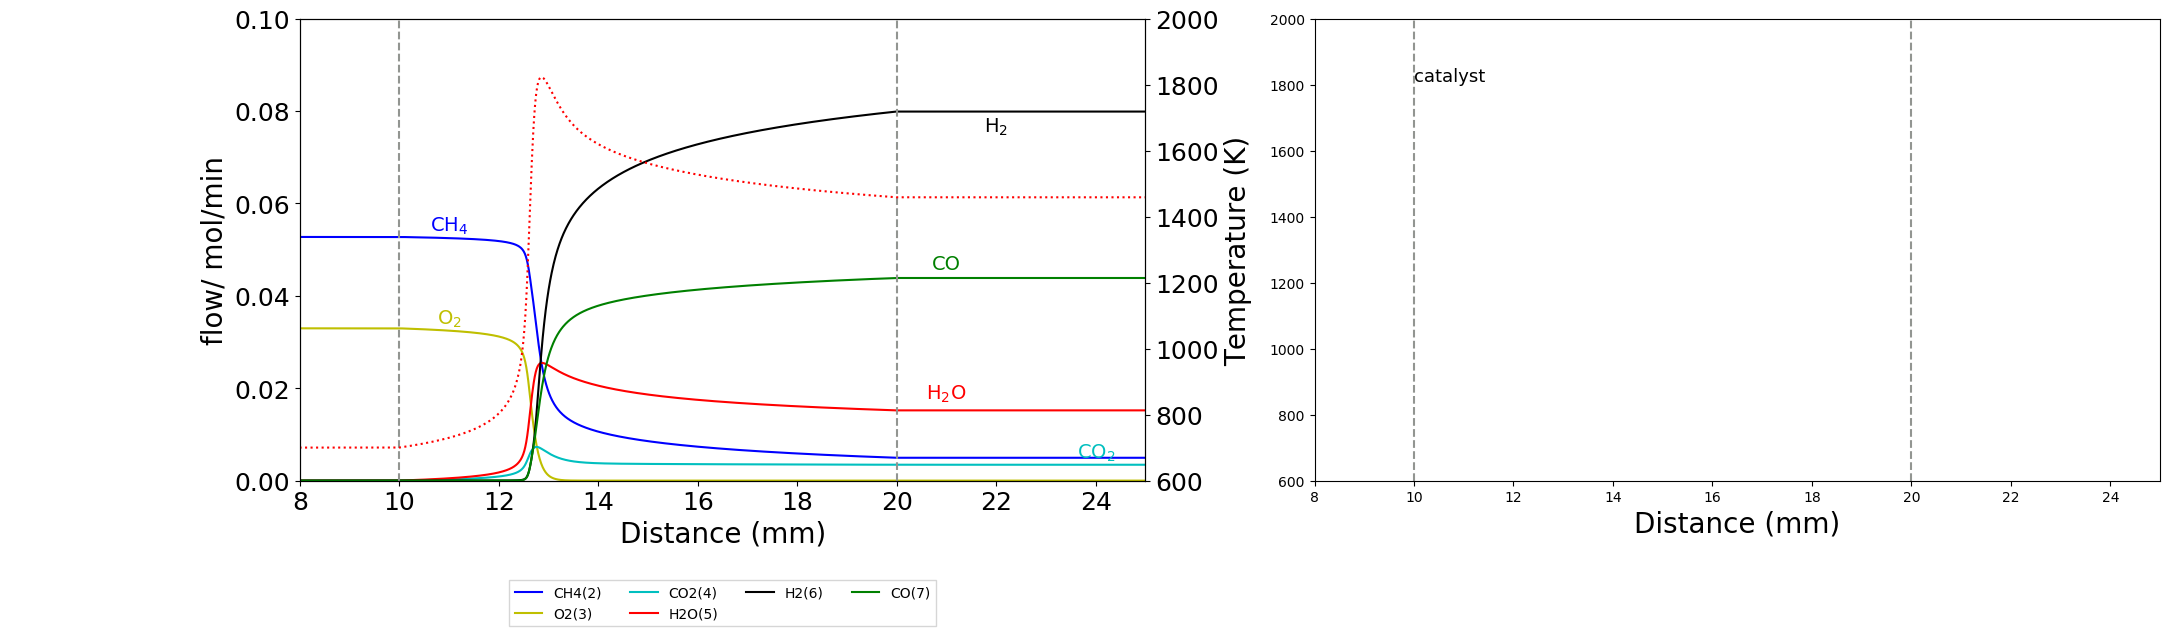 0.10
0.08
0.06
0.04
0.02
0.00
flow/ mol/min
8 10 12 14 16 18 20 22 24
Distance (mm)
CH₄
O₂
H₂
CO
H₂O
CO₂
2000
1800
1600
1400
1200
1000
800
600
Temperature (K)
CH4(2) CO2(4) H2(6) CO(7)
O2(3) H2O(5)
2000
1800
1600
1400
1200
1000
800
600
catalyst
8 10 12 14 16 18 20 22 24
Distance (mm)